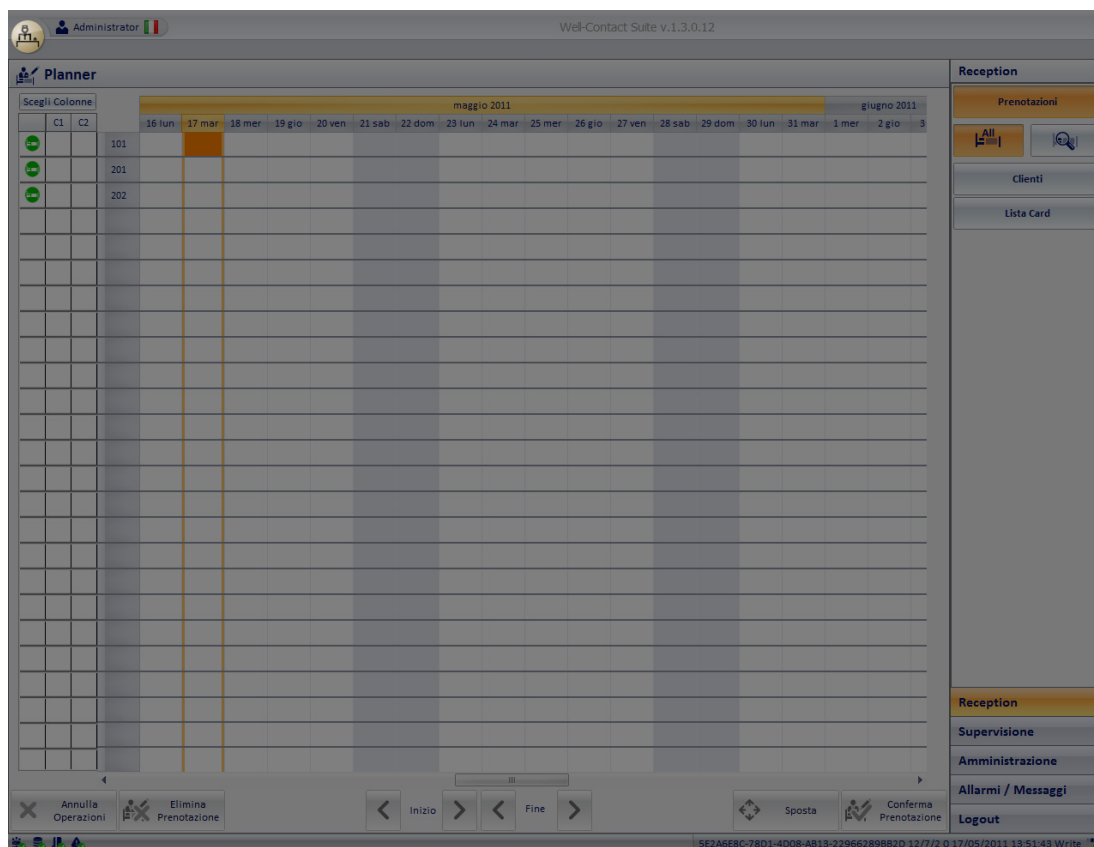 Administrator
Well-Contact Suite v.1.3.0.12
Planner
Reception
Scegli Colonne
maggio 2011
giugno 2011
Prenotazioni
C1 C2
16 lun 17 mar 18 mer 19 gio 20 ven 21 sab 22 dom 23 lun 24 mar 25 mer 26 gio 27 ven 28 sab 29 dom 30 lun 31 mar 1 mer 2 gio 3
All
101
201
202
Clienti
Lista Card
Reception
Supervisione
Amministrazione
Allarmi / Messaggi
Logout
Annulla
Operazioni
Elimina
Prenotazione
Inizio
Fine
Sposta
Conferma
Prenotazione
5E2A6E8C-78D1-4D08-AB13-22966289BB2D 12/7/2 0 17/05/2011 13:51:43 Write